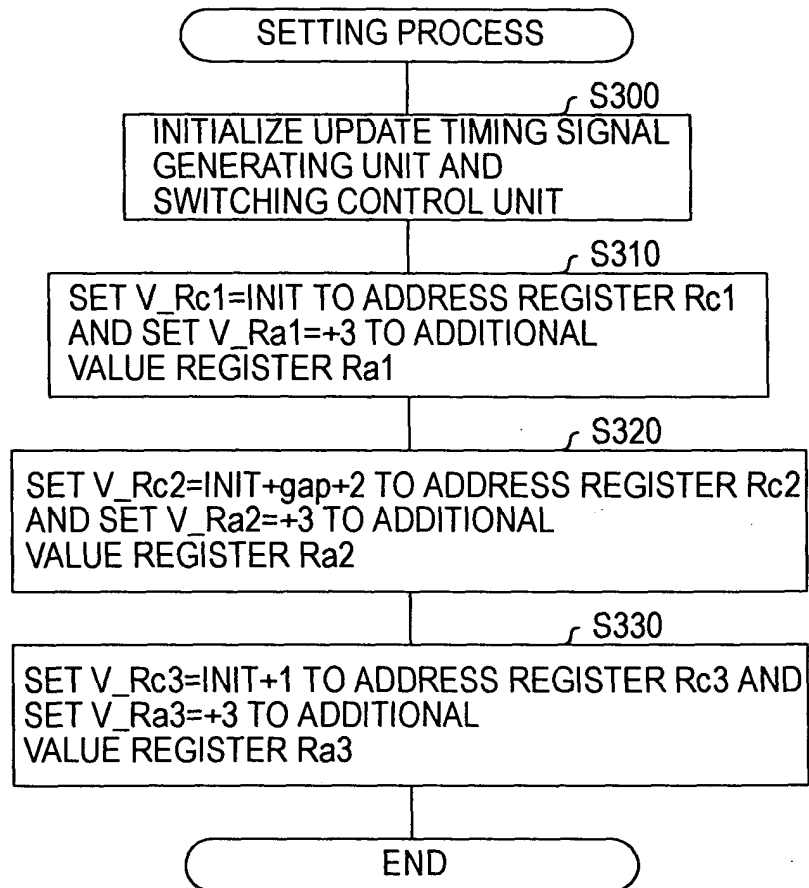 SETTING PROCESS
S300
INITIALIZE UPDATE TIMING SIGNAL
GENERATING UNIT AND
SWITCHING CONTROL UNIT
S310
SET V_Rc1=INIT TO ADDRESS REGISTER Rc1
AND SET V_Ra1=+3 TO ADDITIONAL
VALUE REGISTER Ra1
S320
SET V_Rc2=INIT+gap+2 TO ADDRESS REGISTER Rc2
AND SET V_Ra2=+3 TO ADDITIONAL
VALUE REGISTER Ra2
S330
SET V_Rc3=INIT+1 TO ADDRESS REGISTER Rc3 AND
SET V_Ra3=+3 TO ADDITIONAL
VALUE REGISTER Ra3
END